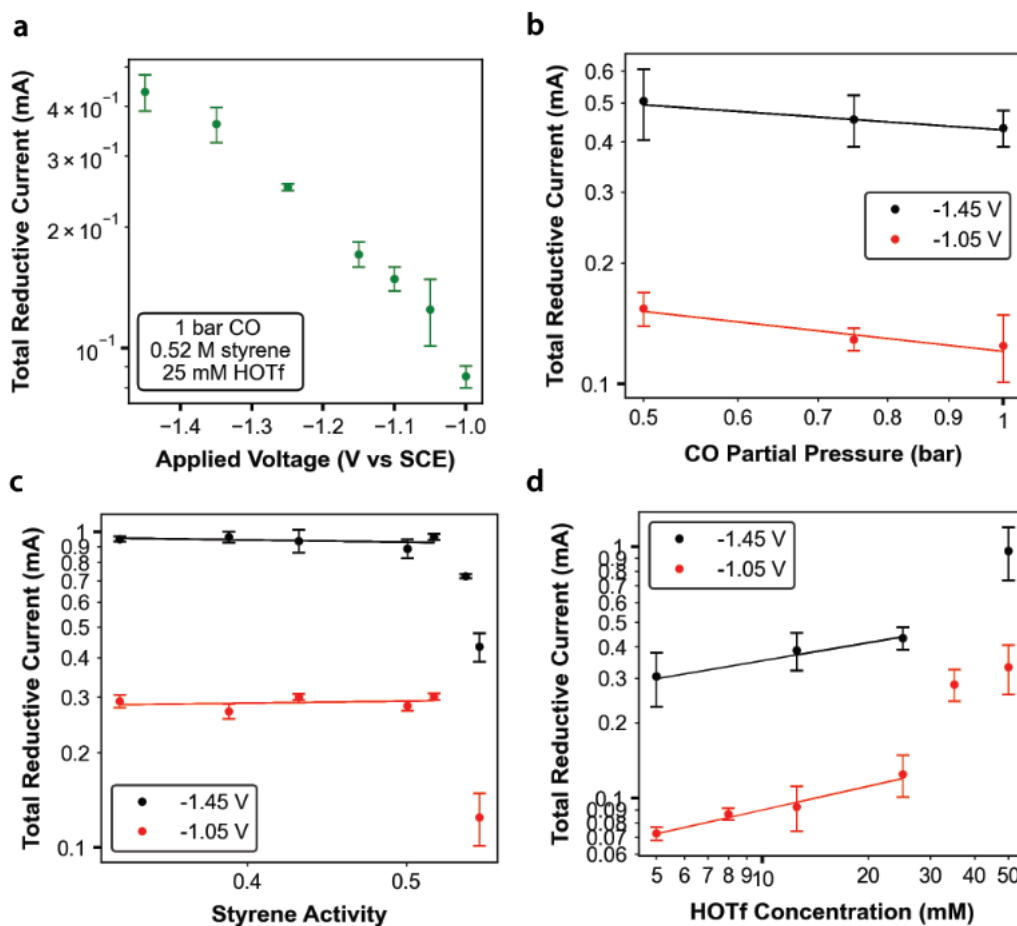 a
Total Reductive Current (mA)
4 × 10⁻¹
3 × 10⁻¹
2 × 10⁻¹
10⁻¹
1 bar CO
0.52 M styrene
25 mM HOTf
−1.4 −1.3 −1.2 −1.1 −1.0
Applied Voltage (V vs SCE)
b
Total Reductive Current (mA)
0.6
0.5
0.4
0.3
0.2
0.1
-1.45 V
-1.05 V
0.5 0.6 0.7 0.8 0.9 1
CO Partial Pressure (bar)
c
Total Reductive Current (mA)
1
0.9
0.8
0.7
0.6
0.5
0.4
0.3
0.2
0.1
-1.45 V
-1.05 V
0.4 0.5
Styrene Activity
d
Total Reductive Current (mA)
1
0.9
0.8
0.7
0.6
0.5
0.4
0.3
0.2
0.1
0.09
0.08
0.07
0.06
-1.45 V
-1.05 V
5 6 7 8 9 10 20 30 40 50
HOTf Concentration (mM)